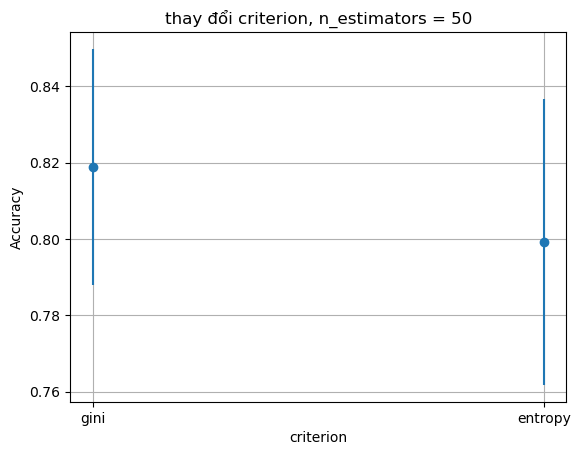 thay đổi criterion, n_estimators = 50
Accuracy
0.84
0.82
0.80
0.78
0.76
gini
entropy
criterion